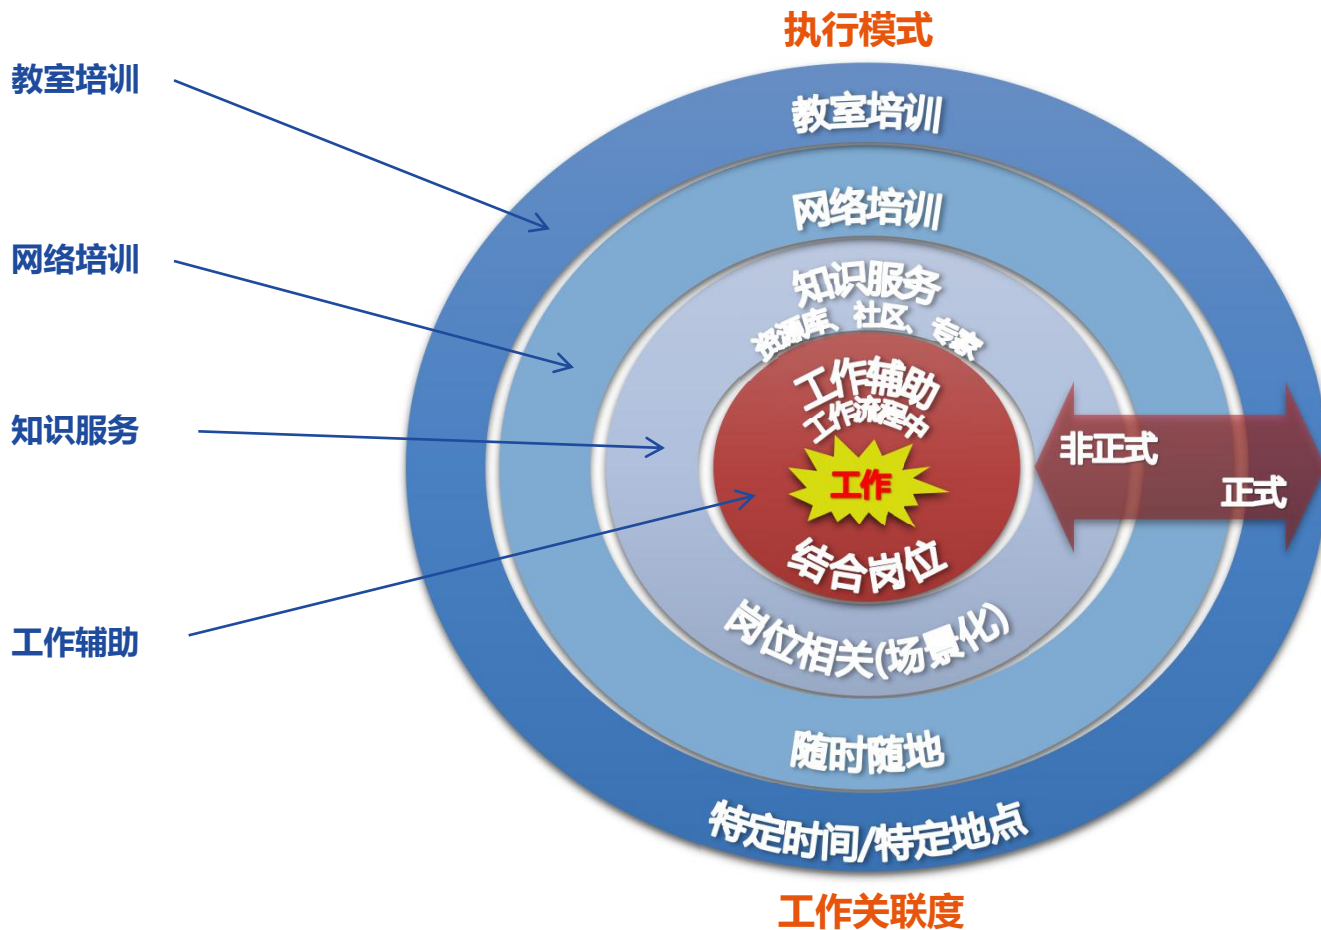 执行模式
教室培训
网络培训
知识服务
工作辅助
教室培训
网络培训
知识服务
资源库、社区、专家
工作辅助
工作流程中
工作
结合岗位
岗位相关(场景化)
随时随地
特定时间/特定地点
非正式
正式
工作关联度